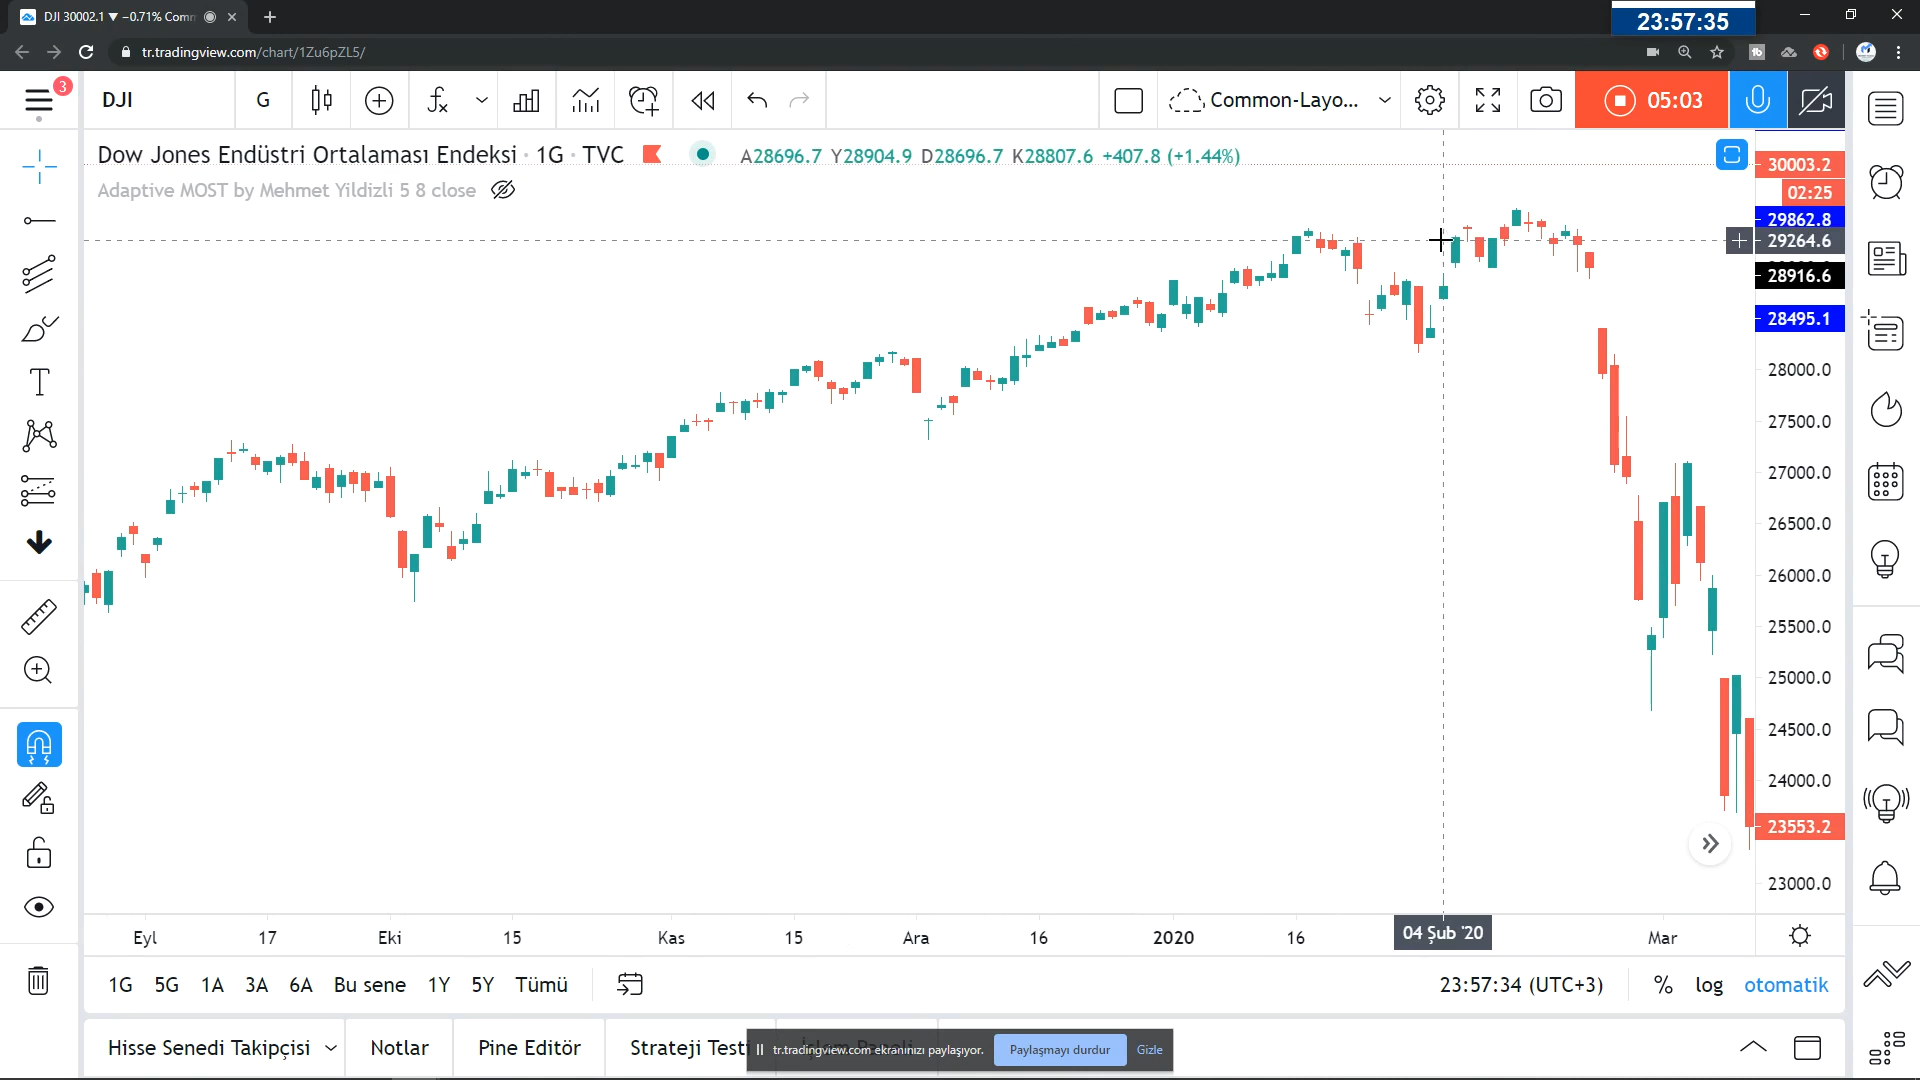 DJI 30002.1 ▼ −0.71% Comm
23:57:35
tr.tradingview.com/chart/1Zu6pZL5/
3
DJI
G
Common-Layo...
05:03
Dow Jones Endüstri Ortalaması Endeksi · 1G · TVC
A28696.7 Y28904.9 D28696.7 K28807.6 +407.8 (+1.44%)
Adaptive MOST by Mehmet Yildizli 5 8 close
30003.2
02:25
29862.8
29264.6
28916.6
28495.1
28000.0
27500.0
27000.0
26500.0
26000.0
25500.0
25000.0
24500.0
24000.0
23553.2
23000.0
Eyl 17 Eki 15 Kas 15 Ara 16 2020 16 04 Şub '20 Mar
1G 5G 1A 3A 6A Bu sene 1Y 5Y Tümü
23:57:34 (UTC+3) % log otomatik
Hisse Senedi Takipçisi Notlar Pine Editör Strateji Testi
tr.tradingview.com ekranınızı paylaşıyor. Paylaşmayı durdur Gizle